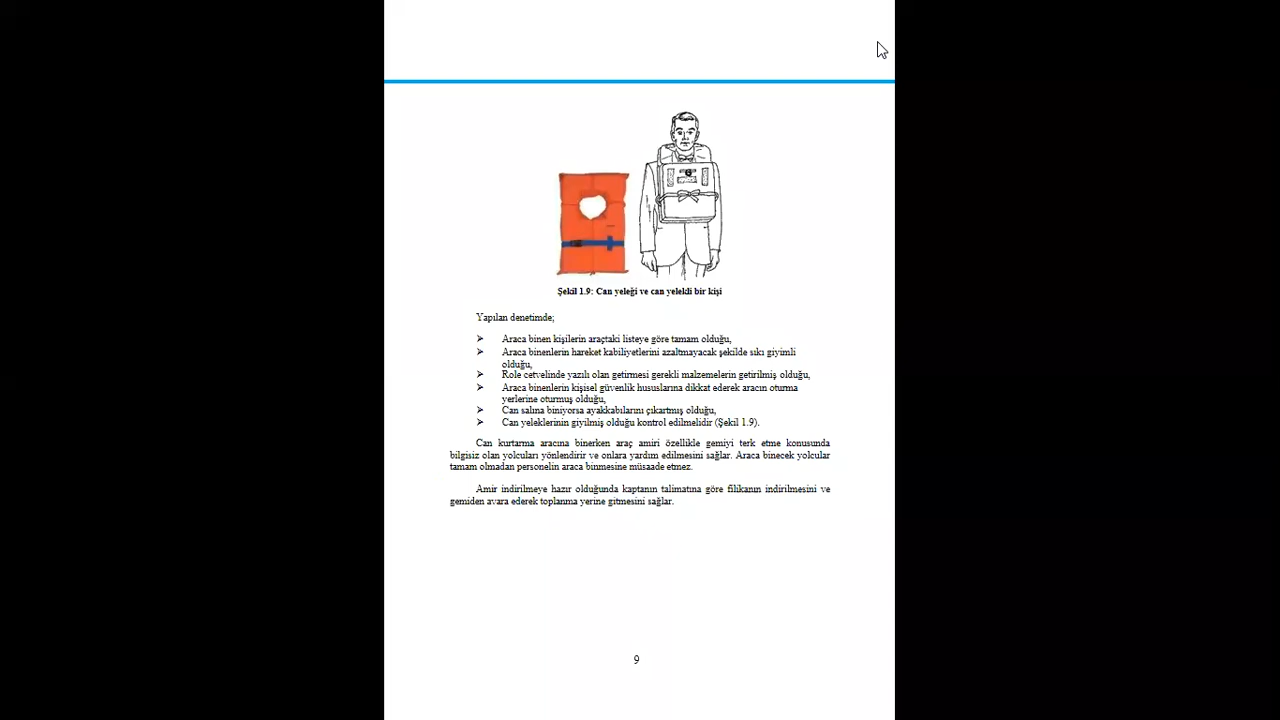 Şekil 1.9: Can yeleği ve can yelekli bir kişi
Yapılan denetimde;
➢ Araca binen kişilerin araçtaki listeye göre tamam olduğu,
➢ Araca binenlerin hareket kabiliyetlerini azaltmayacak şekilde sıkı giyimli
olduğu,
➢ Role cetvelinde yazılı olan getirmesi gerekli malzemelerin getirilmiş olduğu,
➢ Araca binenlerin kişisel güvenlik hususlarına dikkat ederek aracın oturma
yerlerine oturmuş olduğu,
➢ Can salına biniyorsa ayakkabılarını çıkartmış olduğu,
➢ Can yeleklerinin giyilmiş olduğu kontrol edilmelidir (Şekil 1.9).
Can kurtarma aracına binerken araç amiri özellikle gemiyi terk etme konusunda
bilgisiz olan yolcuları yönlendirir ve onlara yardım edilmesini sağlar. Araca binecek yolcular
tamam olmadan personelin araca binmesine müsaade etmez.
Amir indirilmeye hazır olduğunda kaptanın talimatına göre filikanın indirilmesini ve
gemiden avara ederek toplanma yerine gitmesini sağlar.
9